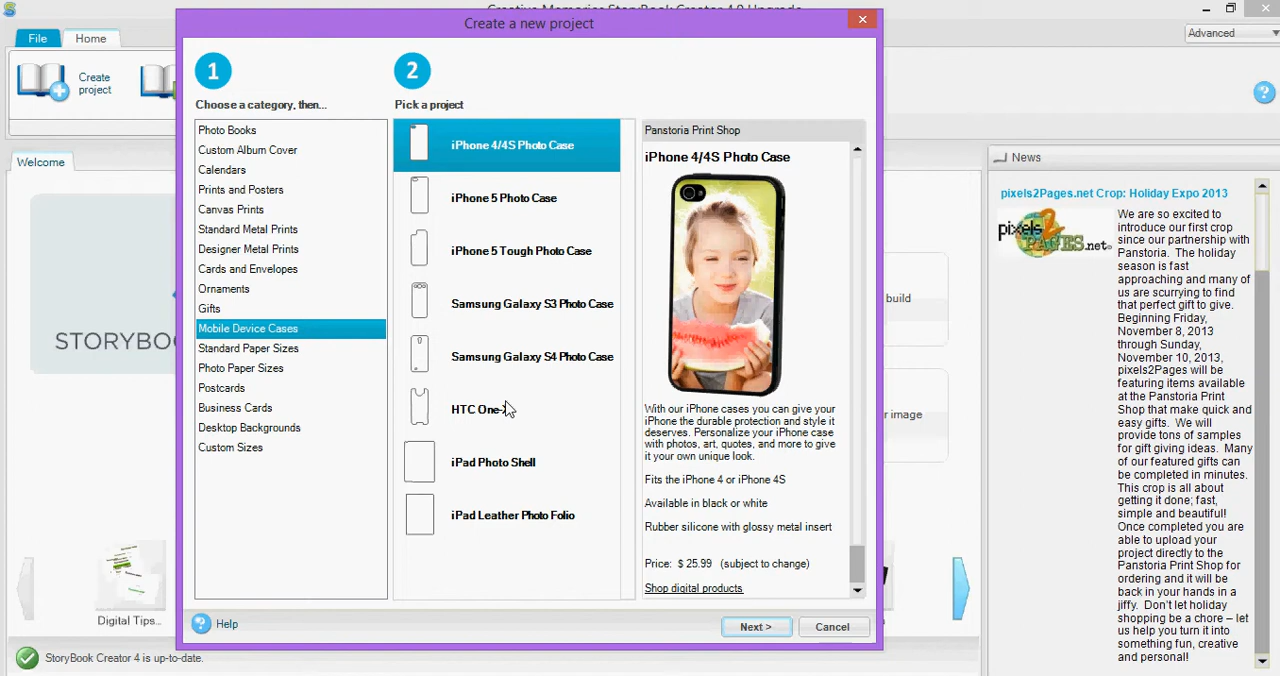 Creative Memories StoryBook Creator 4.0 Upgrade
Create a new project
File
Home
Advanced
Create
project
1
2
Choose a category, then...
Pick a project
Photo Books
Custom Album Cover
Calendars
Prints and Posters
Canvas Prints
Standard Metal Prints
Designer Metal Prints
Cards and Envelopes
Ornaments
Gifts
Mobile Device Cases
Standard Paper Sizes
Photo Paper Sizes
Postcards
Business Cards
Desktop Backgrounds
Custom Sizes
iPhone 4/4S Photo Case
iPhone 5 Photo Case
iPhone 5 Tough Photo Case
Samsung Galaxy S3 Photo Case
Samsung Galaxy S4 Photo Case
HTC One-X
iPad Photo Shell
iPad Leather Photo Folio
Panstoria Print Shop
iPhone 4/4S Photo Case
With our iPhone cases you can give your
iPhone the durable protection and style it
deserves. Personalize your iPhone case
with photos, art, quotes, and more to give
it your own unique look.
Fits the iPhone 4 or iPhone 4S
Available in black or white
Rubber silicone with glossy metal insert
Price: $ 25.99 (subject to change)
Shop digital products
Help
Next >
Cancel
Welcome
STORYBO
build
r image
Digital Tips...
StoryBook Creator 4 is up-to-date.
News
pixels2Pages.net Crop: Holiday Expo 2013
pixels2PAGES.net
We are so excited to
introduce our first crop
since our partnership with
Panstoria. The holiday
season is fast
approaching and many of
us are scurrying to find
that perfect gift to give.
Beginning Friday,
November 8, 2013
through Sunday,
November 10, 2013,
pixels2Pages will be
featuring items available
at the Panstoria Print
Shop that make quick and
easy gifts. We will
provide tons of samples
for gift giving ideas. Many
of our featured gifts can
be completed in minutes.
This crop is all about
getting it done; fast,
simple and beautiful!
Once completed you are
able to upload your
project directly to the
Panstoria Print Shop for
ordering and it will be
back in your hands in a
jiffy. Don't let holiday
shopping be a chore – let
us help you turn it into
something fun, creative
and personal!